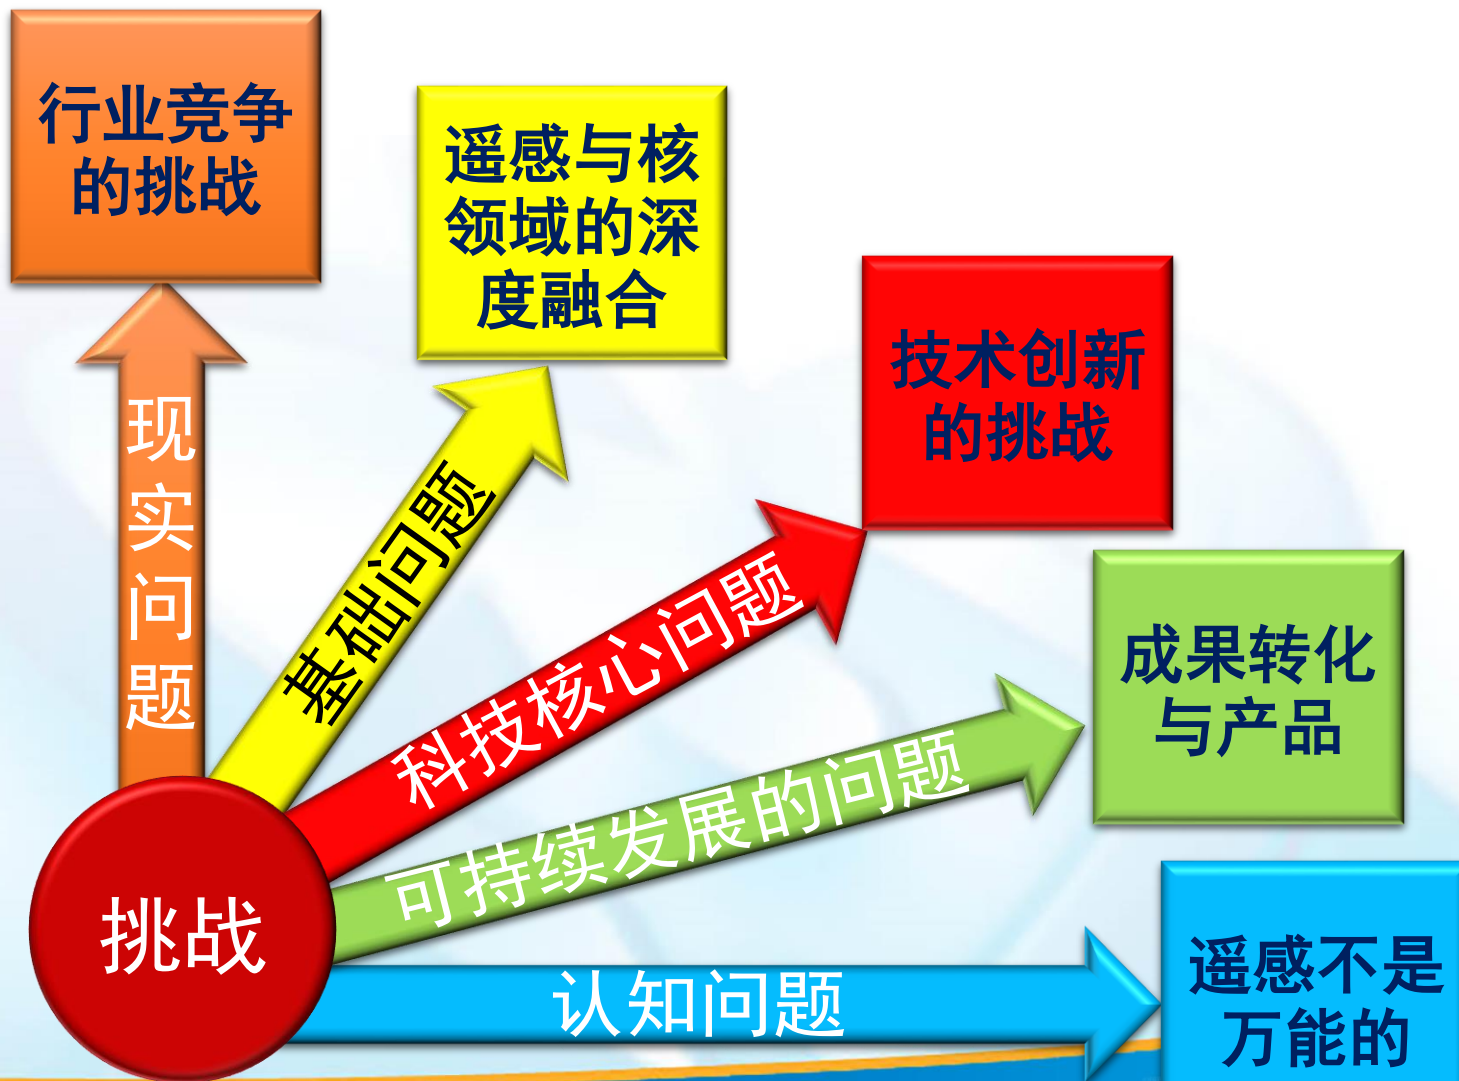 行业竞争
的挑战
遥感与核
领域的深
度融合
技术创新
的挑战
成果转化
与产品
遥感不是
万能的
现
实
问
题
基础问题
科技核心问题
可持续发展的问题
认知问题
挑战